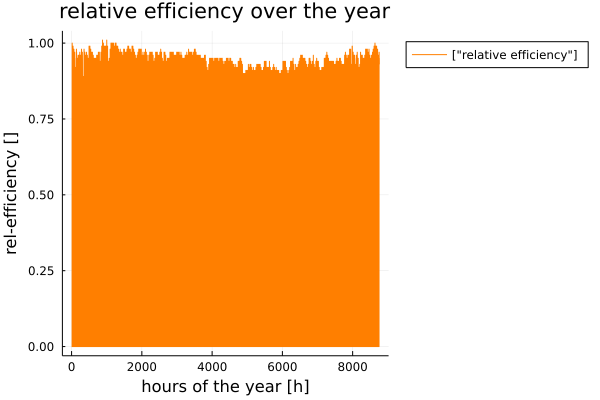 relative efficiency over the year
["relative efficiency"]
rel-efficiency []
1.00
0.75
0.50
0.25
0.00
0 2000 4000 6000 8000
hours of the year [h]